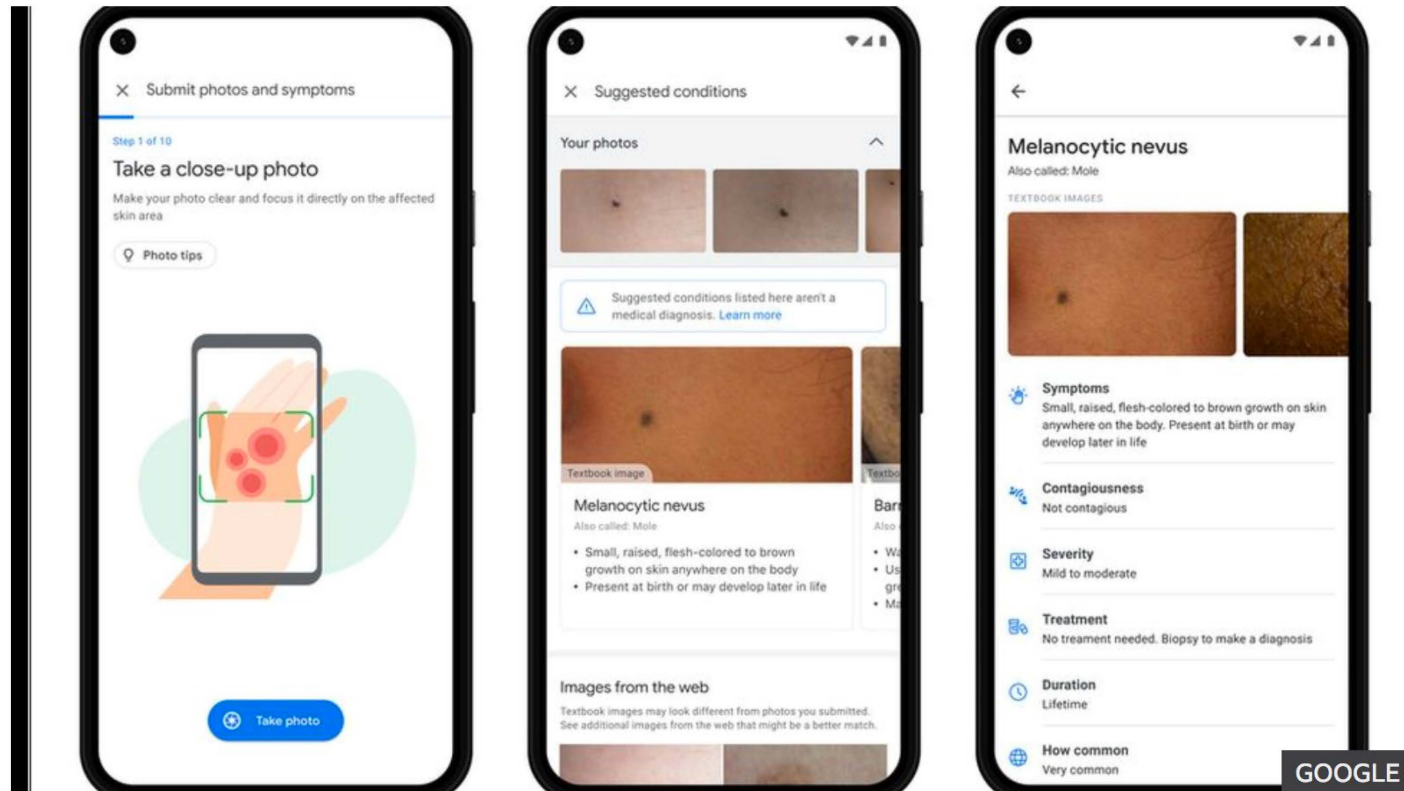 Submit photos and symptoms
Step 1 of 10
Take a close-up photo
Make your photo clear and focus it directly on the affected
skin area
Photo tips
Take photo
Suggested conditions
Your photos
Suggested conditions listed here aren't a
medical diagnosis. Learn more
Textbook image
Melanocytic nevus
Also called: Mole
• Small, raised, flesh-colored to brown
growth on skin anywhere on the body
• Present at birth or may develop later in life
Images from the web
Textbook images may look different from photos you submitted.
See additional images from the web that might be a better match.
Melanocytic nevus
Also called: Mole
TEXTBOOK IMAGES
Symptoms
Small, raised, flesh-colored to brown growth on skin
anywhere on the body. Present at birth or may
develop later in life
Contagiousness
Not contagious
Severity
Mild to moderate
Treatment
No treament needed. Biopsy to make a diagnosis
Duration
Lifetime
How common
Very common
GOOGLE